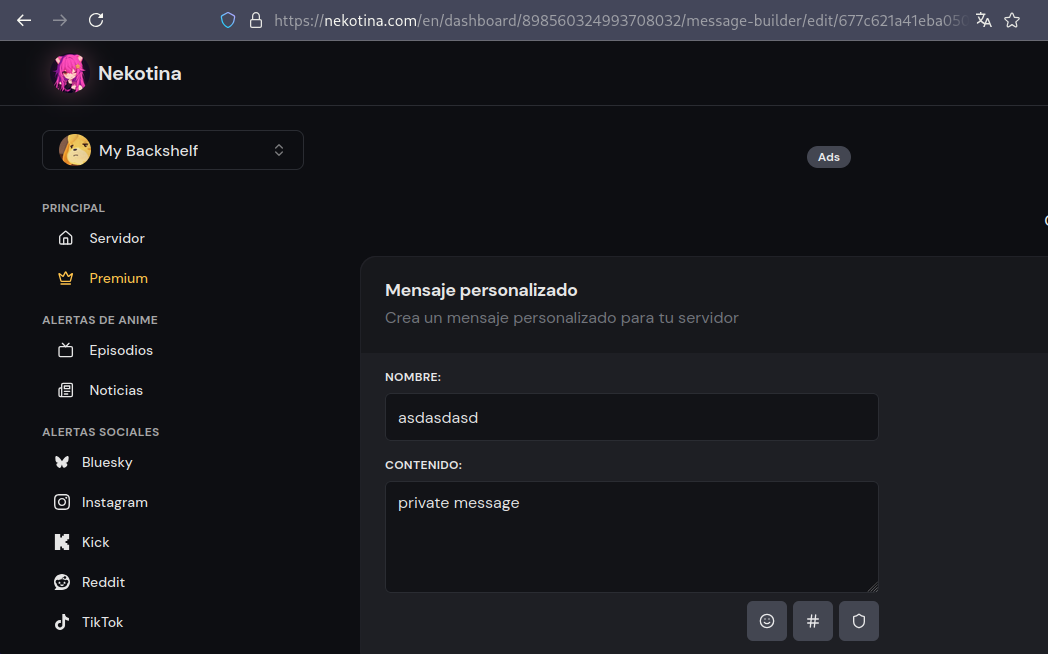 https://nekotina.com/en/dashboard/898560324993708032/message-builder/edit/677c621a41eba050
Nekotina
My Backshelf
Ads
PRINCIPAL
Servidor
Premium
ALERTAS DE ANIME
Episodios
Noticias
ALERTAS SOCIALES
Bluesky
Instagram
Kick
Reddit
TikTok
Mensaje personalizado
Crea un mensaje personalizado para tu servidor
NOMBRE:
asdasdasd
CONTENIDO:
private message